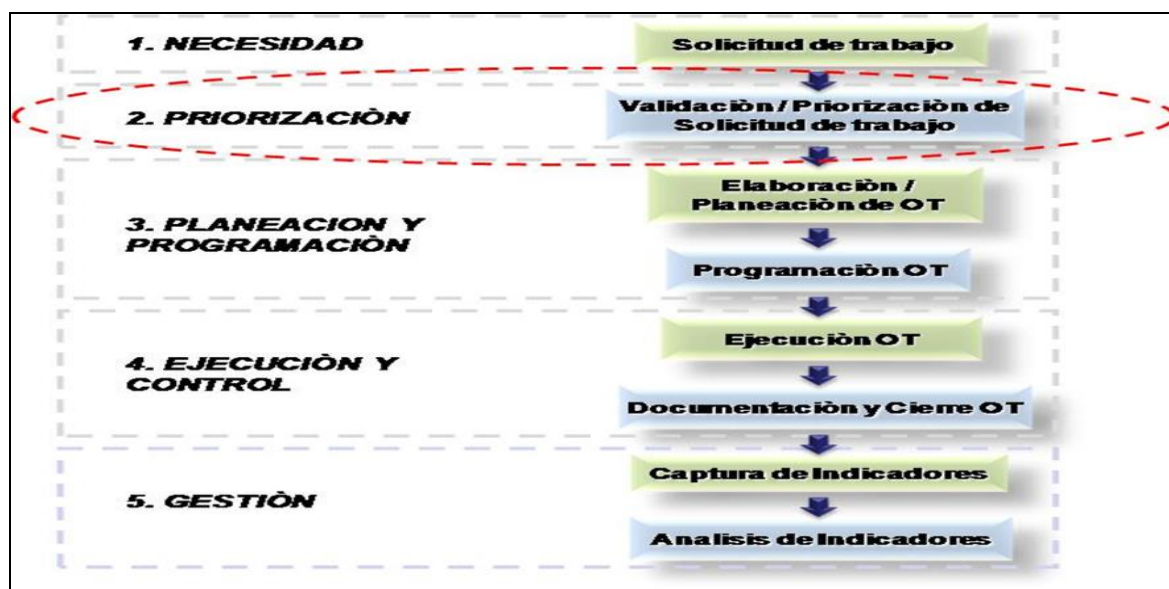 1. NECESIDAD
Solicitud de trabajo
2. PRIORIZACIÒN
Validaciòn / Priorizaciòn de
Solicitud de trabajo
3. PLANEACION Y
PROGRAMACIÒN
Elaboraciòn /
Planeaciòn de OT
Programaciòn OT
4. EJECUCIÒN Y
CONTROL
Ejecuciòn OT
Documentaciòn y Cierre OT
5. GESTIÒN
Captura de Indicadores
Analisis de Indicadores